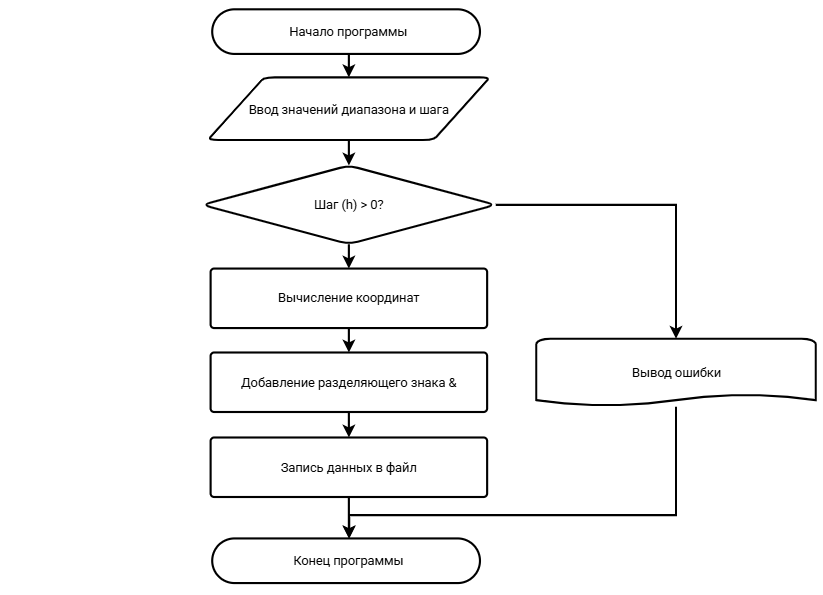 Начало программы
Ввод значений диапазона и шага
Шаг (h) > 0?
Вычисление координат
Вывод ошибки
Добавление разделяющего знака &
Запись данных в файл
Конец программы